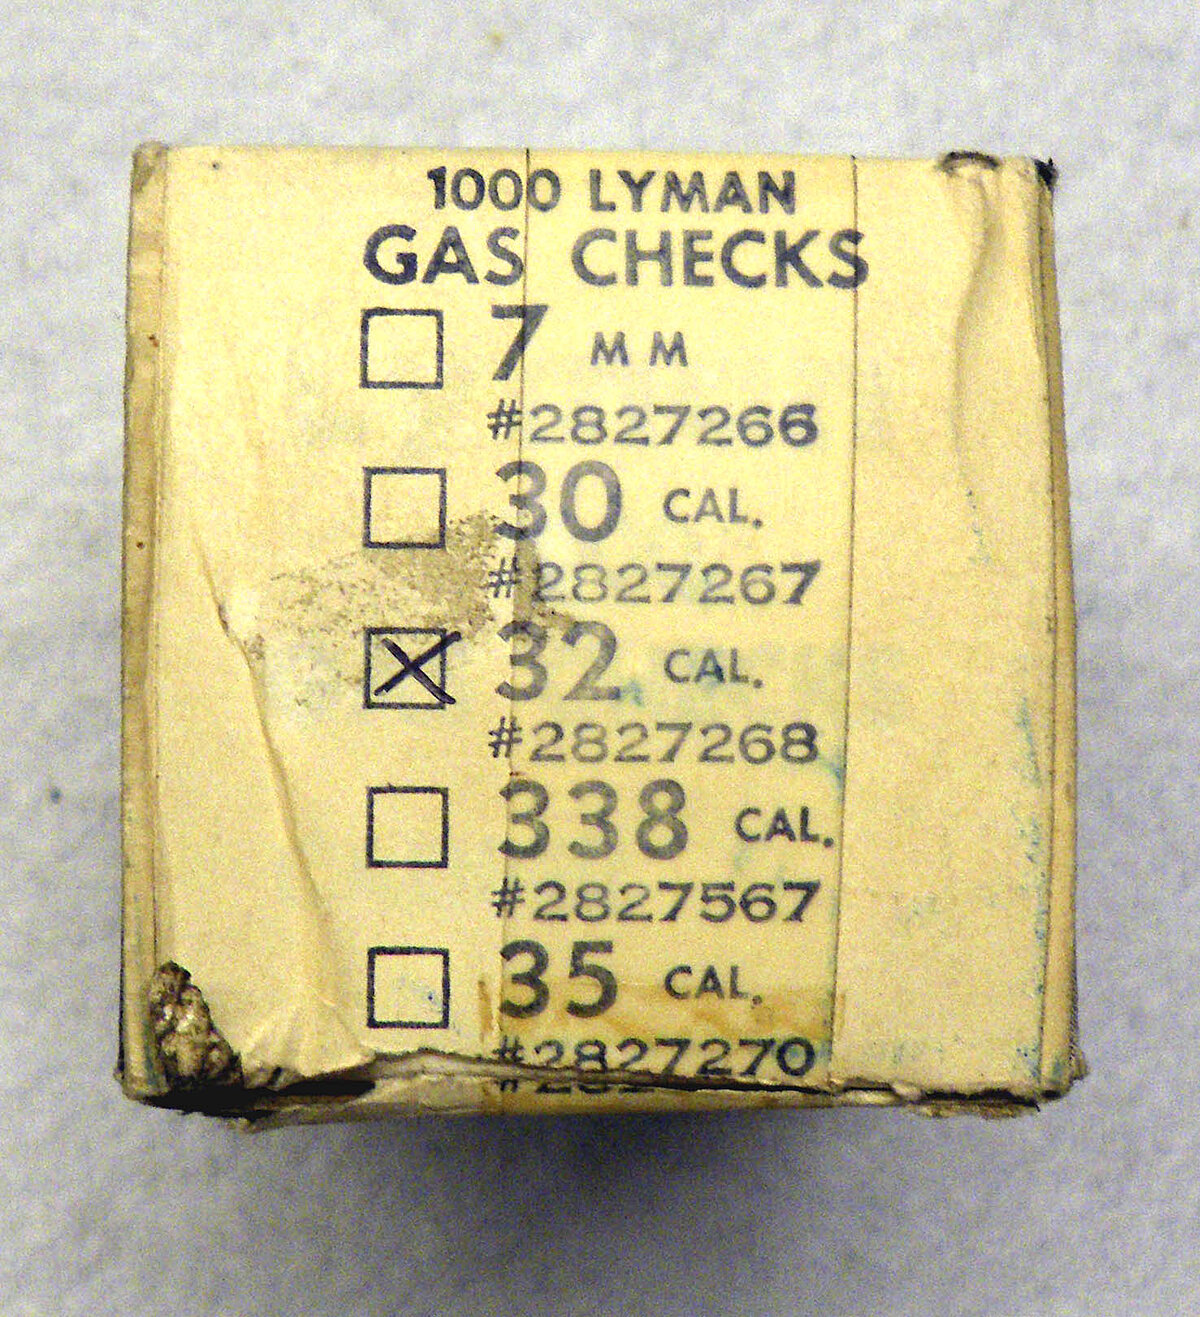 1000 LYMAN
GAS CHECKS
7 MM
#2827266
30 CAL.
#2827267
32 CAL.
#2827268
338 CAL.
#2827567
35 CAL.
#2827270